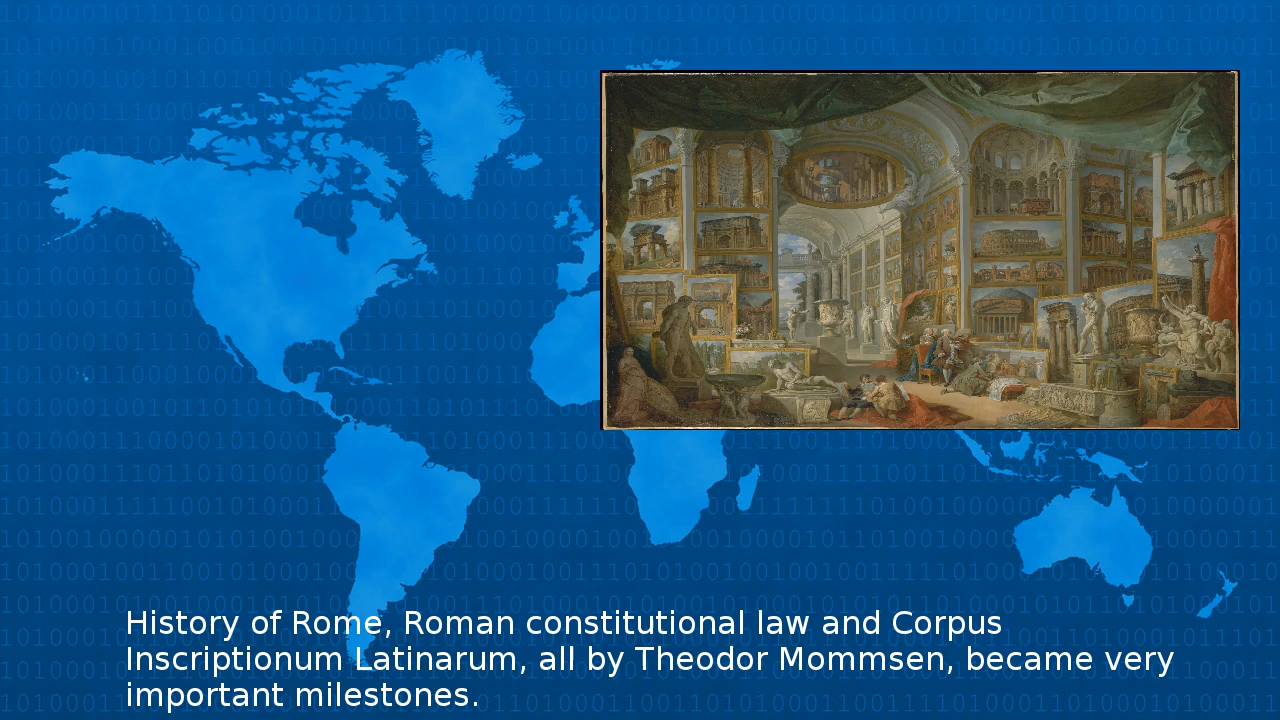 History of Rome, Roman constitutional law and Corpus
Inscriptionum Latinarum, all by Theodor Mommsen, became very
important milestones.